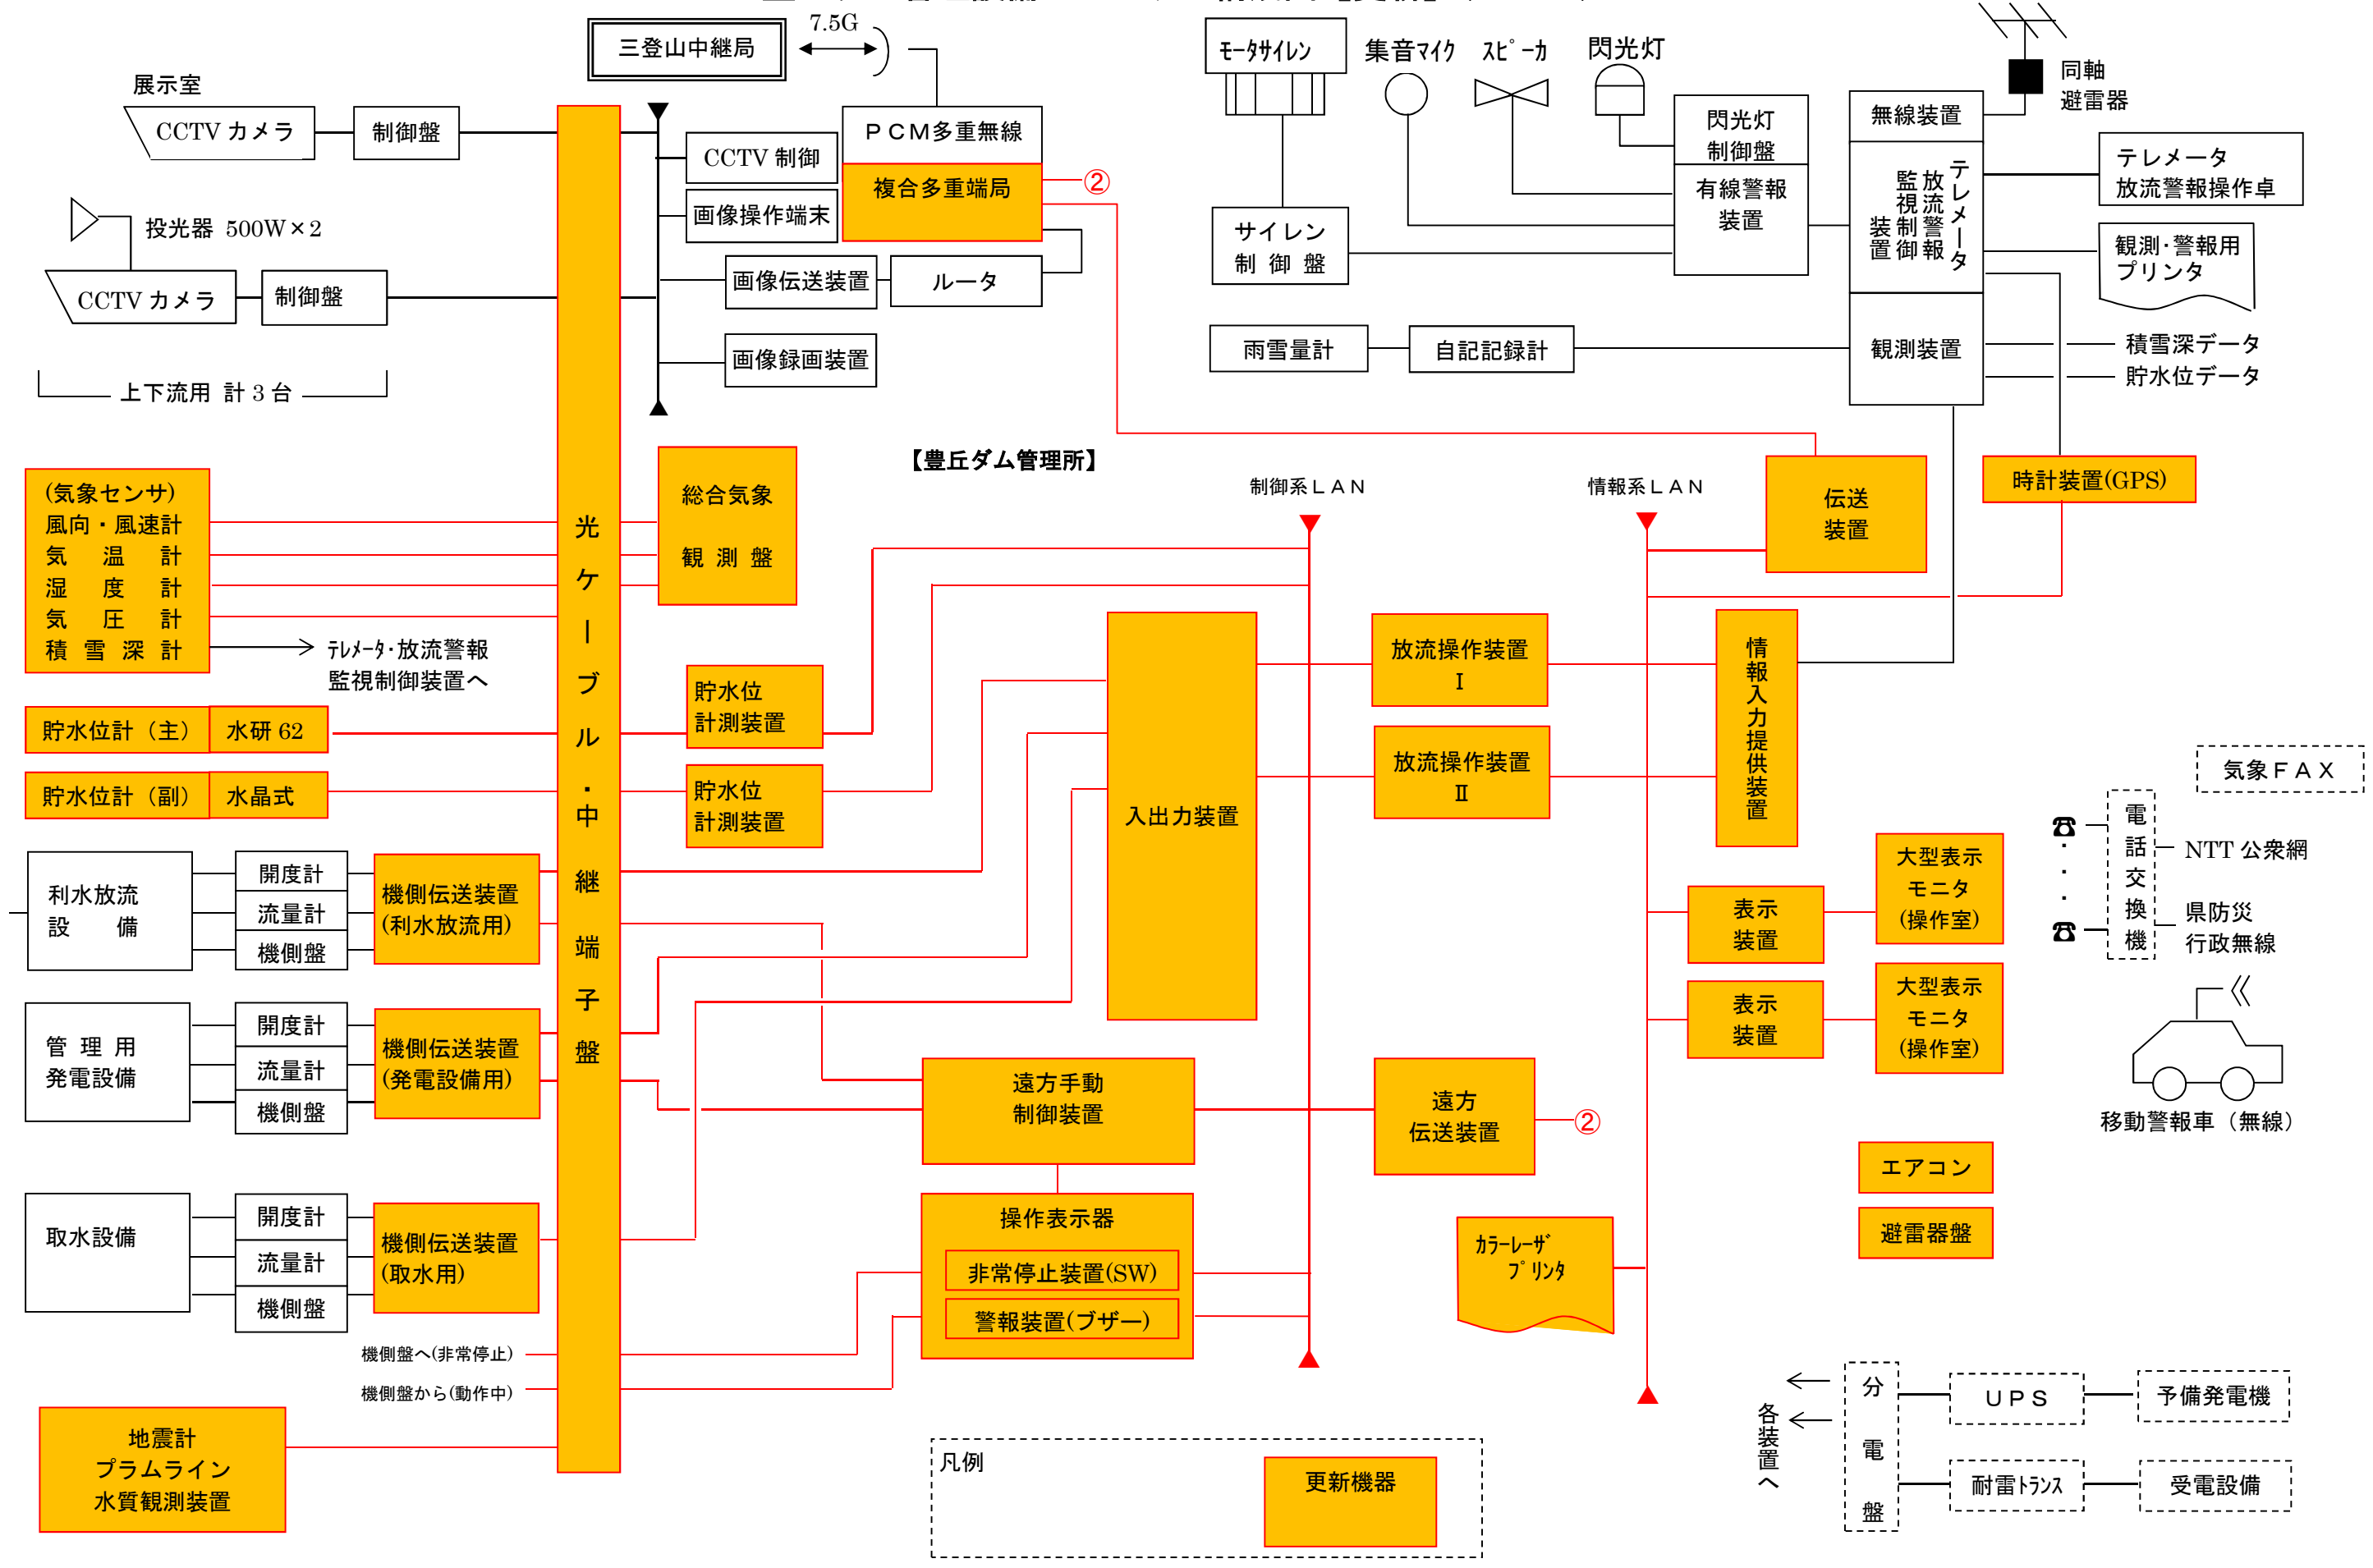 三登山中継局
7.5G
モータサイレン
集音マイク
スピーカ
閃光灯
同軸
避雷器
展示室
CCTV カメラ
制御盤
CCTV 制御
PCM多重無線
複合多重端局
②
画像操作端末
画像伝送装置
ルータ
画像録画装置
投光器 500W×2
CCTV カメラ
制御盤
上下流用 計3台
閃光灯
制御盤
有線警報
装置
サイレン
制 御 盤
無線装置
テレメータ
放流警報
監視制御
装置
観測装置
テレメータ
放流警報操作卓
観測・警報用
プリンタ
雨雪量計
自記記録計
積雪深データ
貯水位データ
【豊丘ダム管理所】
制御系LAN
情報系LAN
伝送
装置
時計装置(GPS)
(気象センサ)
風向・風速計
気 温 計
湿 度 計
気 圧 計
積 雪 深 計
テレメータ・放流警報
監視制御装置へ
光ケーブル・中継端子盤
総合気象
観 測 盤
貯水位計(主)
水研 62
貯水位
計測装置
貯水位計(副)
水晶式
貯水位
計測装置
入出力装置
放流操作装置
Ⅰ
放流操作装置
Ⅱ
情報入力提供装置
気象FAX
電話交換機
☎
・
・
・
☎
NTT 公衆網
県防災
行政無線
利水放流
設 備
開度計
流量計
機側盤
機側伝送装置
(利水放流用)
表示
装置
大型表示
モニタ
(操作室)
表示
装置
大型表示
モニタ
(操作室)
管 理 用
発電設備
開度計
流量計
機側盤
機側伝送装置
(発電設備用)
遠方手動
制御装置
遠方
伝送装置
②
移動警報車(無線)
エアコン
避雷器盤
取水設備
開度計
流量計
機側盤
機側伝送装置
(取水用)
操作表示器
非常停止装置(SW)
警報装置(ブザー)
カラーレーザ
プリンタ
機側盤へ(非常停止)
機側盤から(動作中)
地震計
プラムライン
水質観測装置
凡例
更新機器
各装置へ
分電盤
UPS
予備発電機
耐雷トランス
受電設備